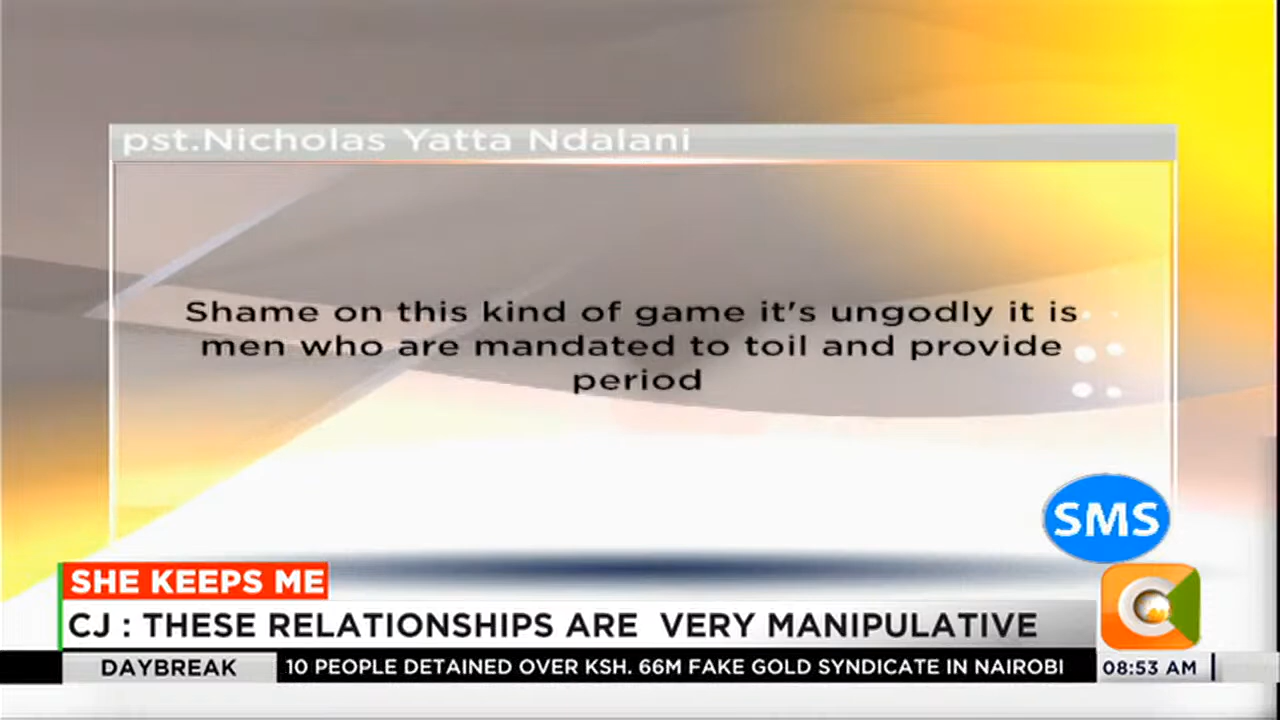 pst.Nicholas Yatta Ndalani
Shame on this kind of game it's ungodly it is
men who are mandated to toil and provide
period
SMS
SHE KEEPS ME
CJ : THESE RELATIONSHIPS ARE VERY MANIPULATIVE
DAYBREAK
10 PEOPLE DETAINED OVER KSH. 66M FAKE GOLD SYNDICATE IN NAIROBI
08:53 AM